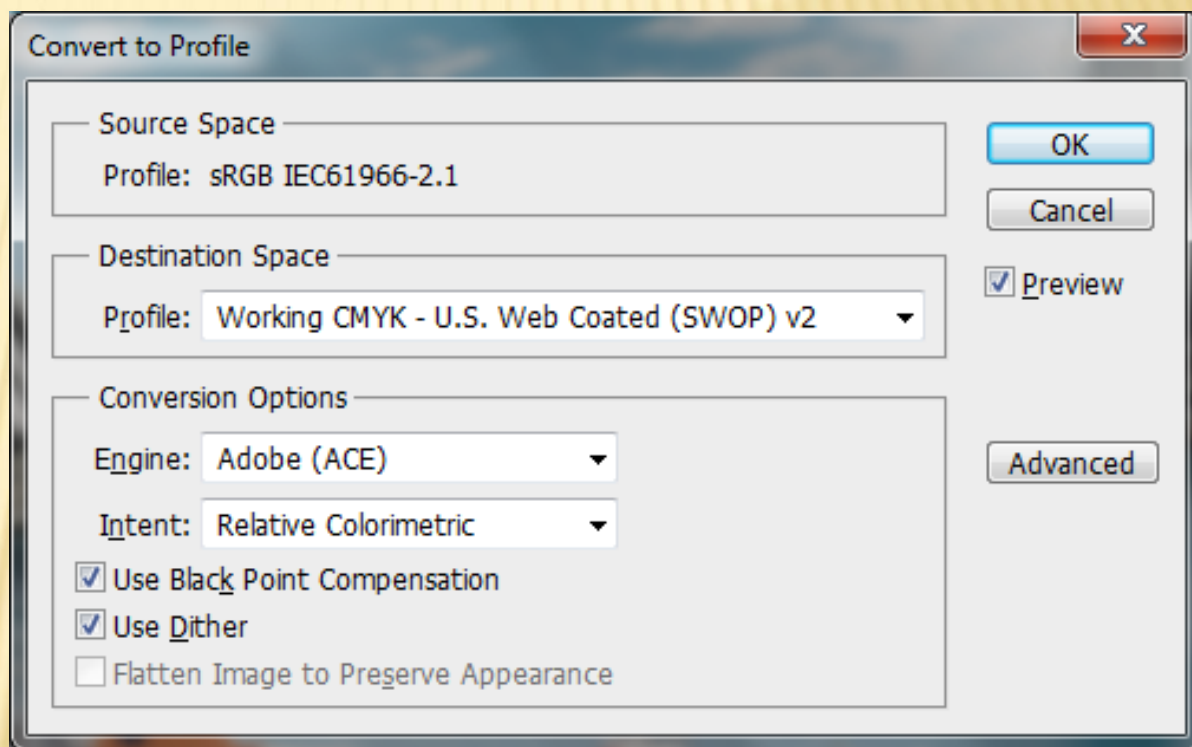 Convert to Profile
Source Space
Profile: sRGB IEC61966-2.1
OK
Cancel
Destination Space
Profile: Working CMYK - U.S. Web Coated (SWOP) v2
Preview
Conversion Options
Engine: Adobe (ACE)
Advanced
Intent: Relative Colorimetric
Use Black Point Compensation
Use Dither
Flatten Image to Preserve Appearance